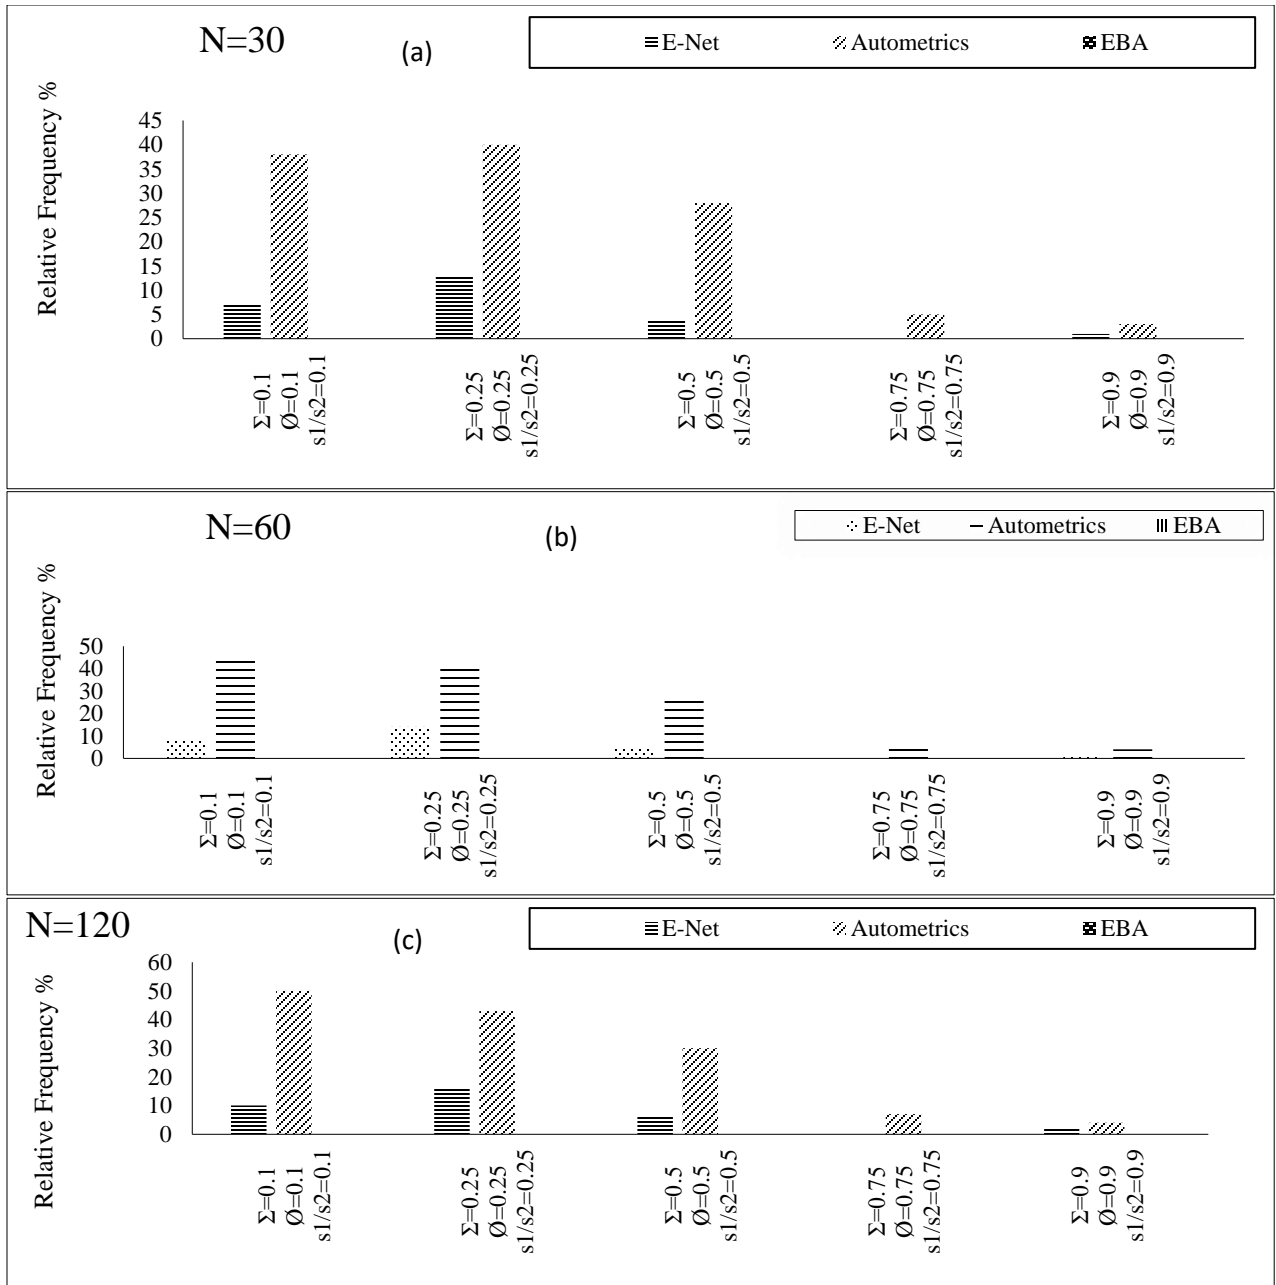 N=30
(a)
E-Net Autometrics EBA
Relative Frequency %
45
40
35
30
25
20
15
10
5
0
Σ=0.1
Ø=0.1
s1/s2=0.1
Σ=0.25
Ø=0.25
s1/s2=0.25
Σ=0.5
Ø=0.5
s1/s2=0.5
Σ=0.75
Ø=0.75
s1/s2=0.75
Σ=0.9
Ø=0.9
s1/s2=0.9
N=60
(b)
E-Net Autometrics EBA
Relative Frequency %
50
40
30
20
10
0
Σ=0.1
Ø=0.1
s1/s2=0.1
Σ=0.25
Ø=0.25
s1/s2=0.25
Σ=0.5
Ø=0.5
s1/s2=0.5
Σ=0.75
Ø=0.75
s1/s2=0.75
Σ=0.9
Ø=0.9
s1/s2=0.9
N=120
(c)
E-Net Autometrics EBA
Relative Frequency %
60
50
40
30
20
10
0
Σ=0.1
Ø=0.1
s1/s2=0.1
Σ=0.25
Ø=0.25
s1/s2=0.25
Σ=0.5
Ø=0.5
s1/s2=0.5
Σ=0.75
Ø=0.75
s1/s2=0.75
Σ=0.9
Ø=0.9
s1/s2=0.9